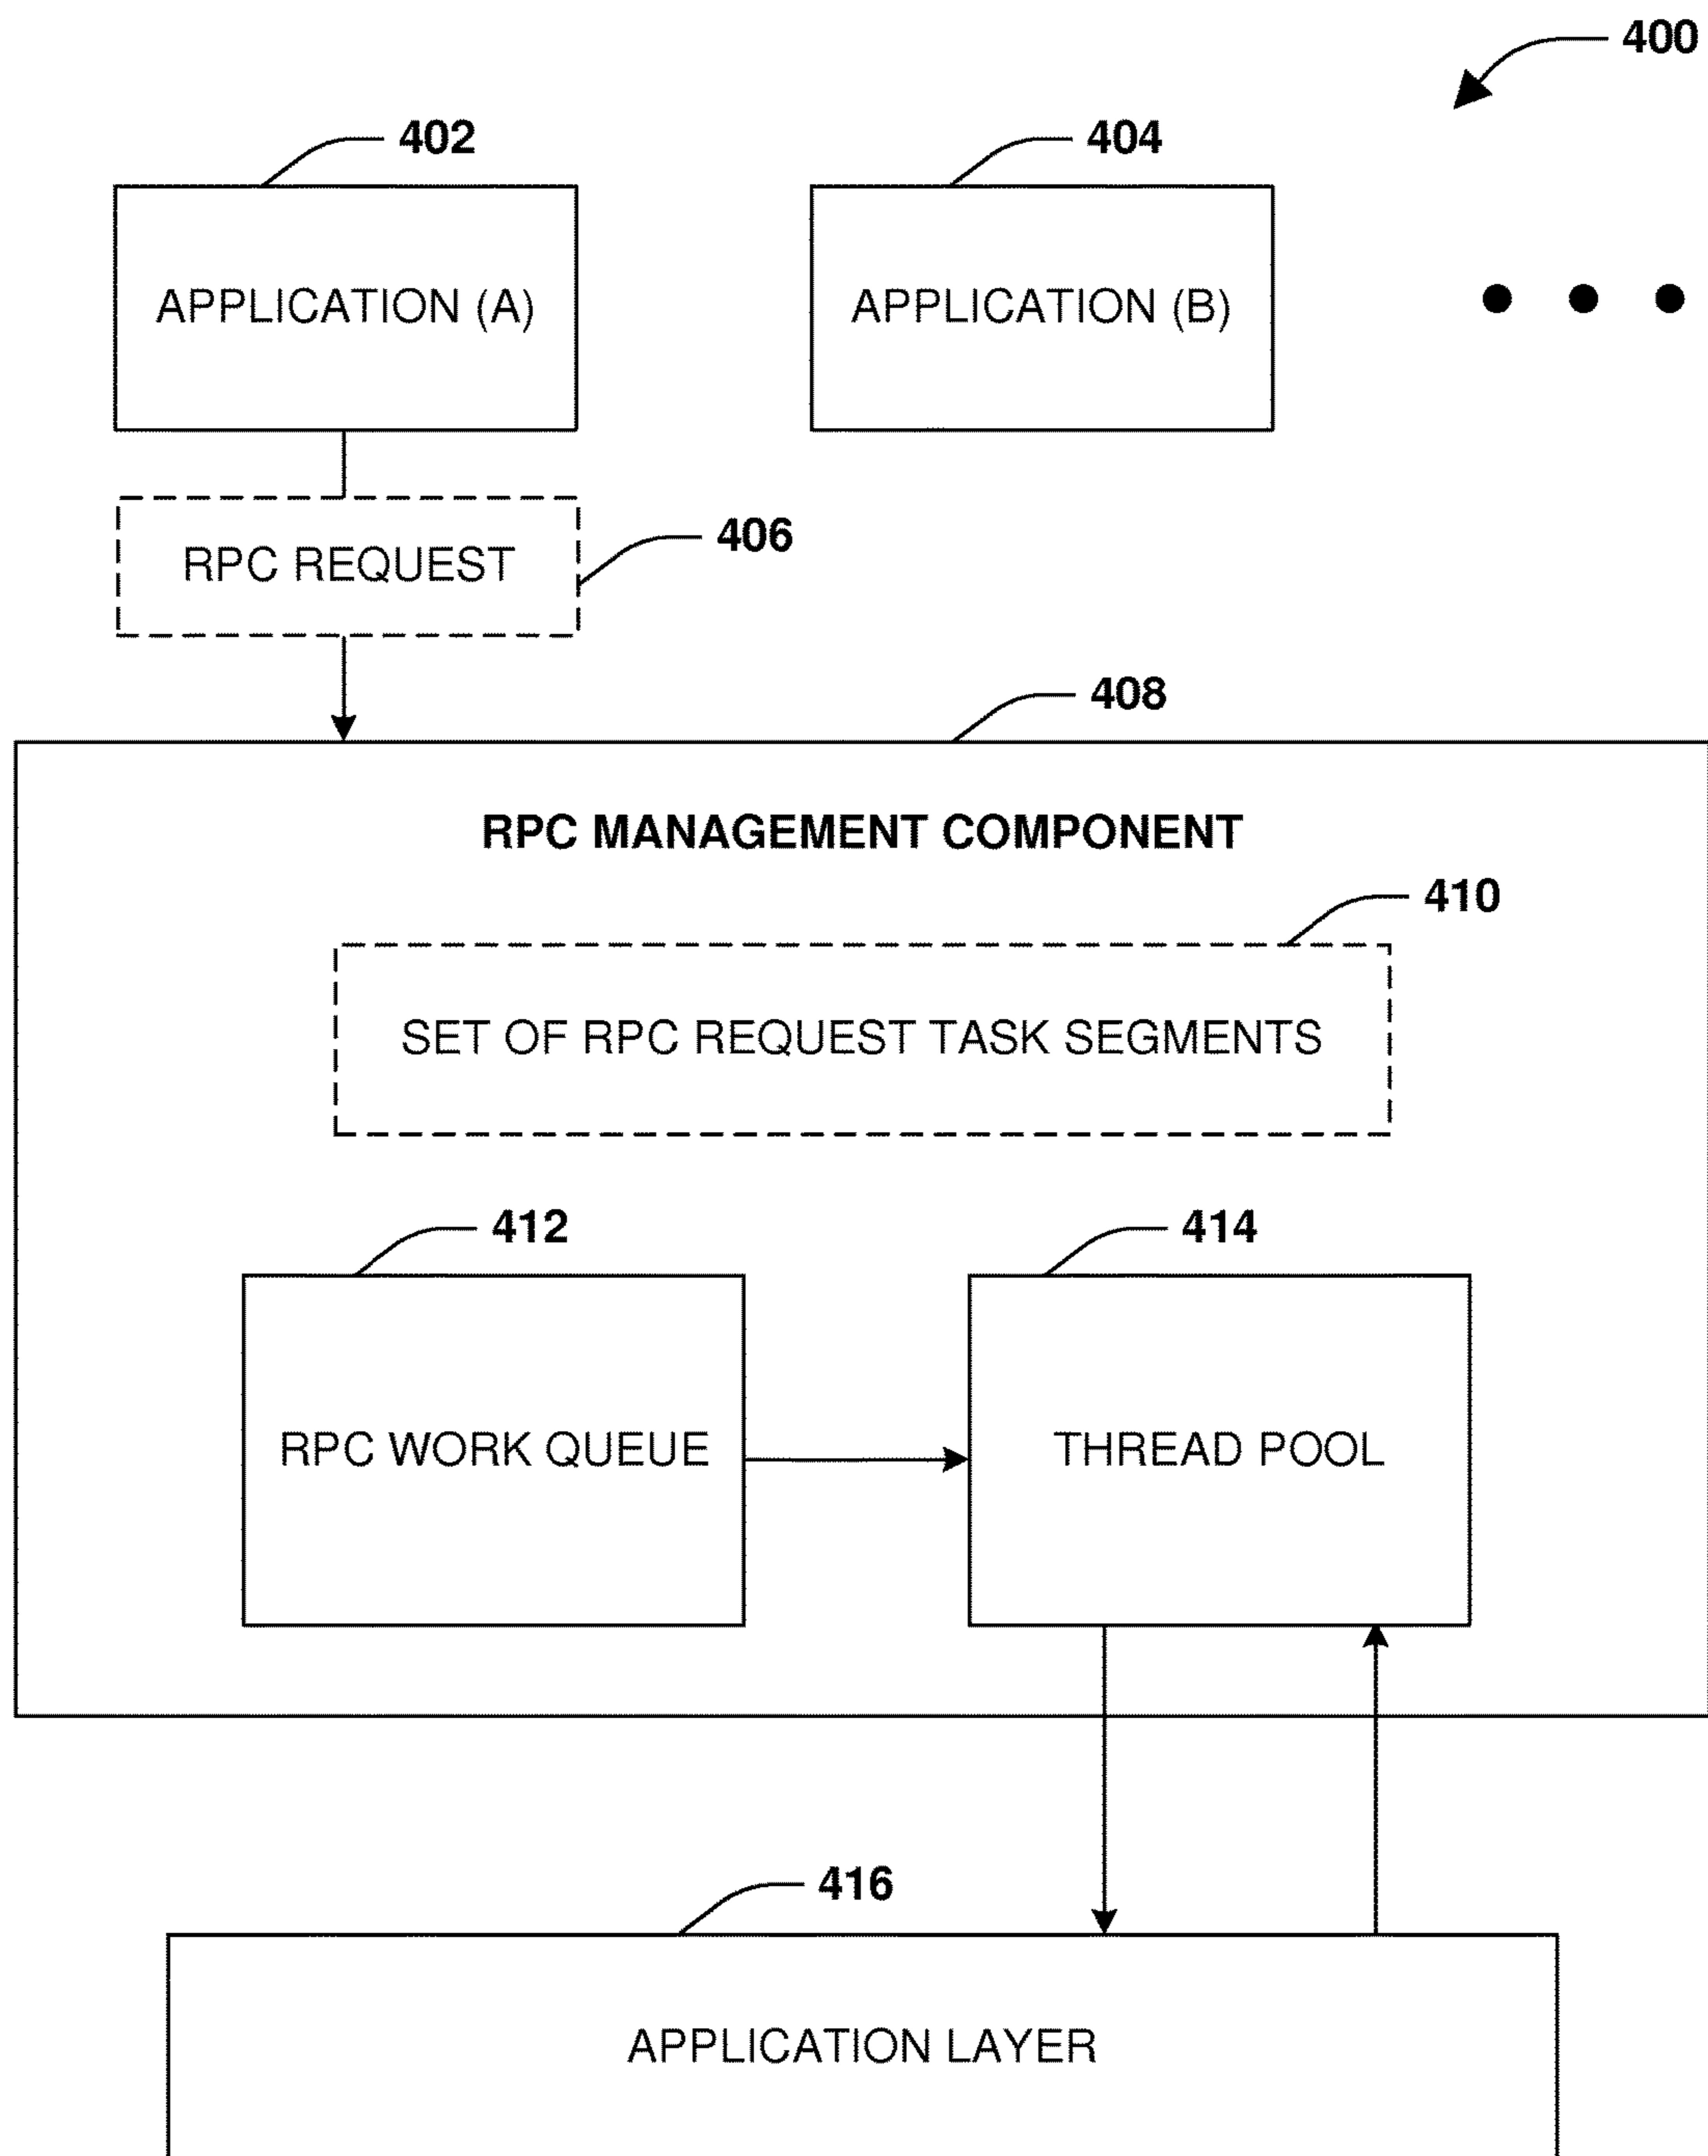 400
402
404
APPLICATION (A)
APPLICATION (B)
406
RPC REQUEST
408
RPC MANAGEMENT COMPONENT
410
SET OF RPC REQUEST TASK SEGMENTS
412
414
RPC WORK QUEUE
THREAD POOL
416
APPLICATION LAYER